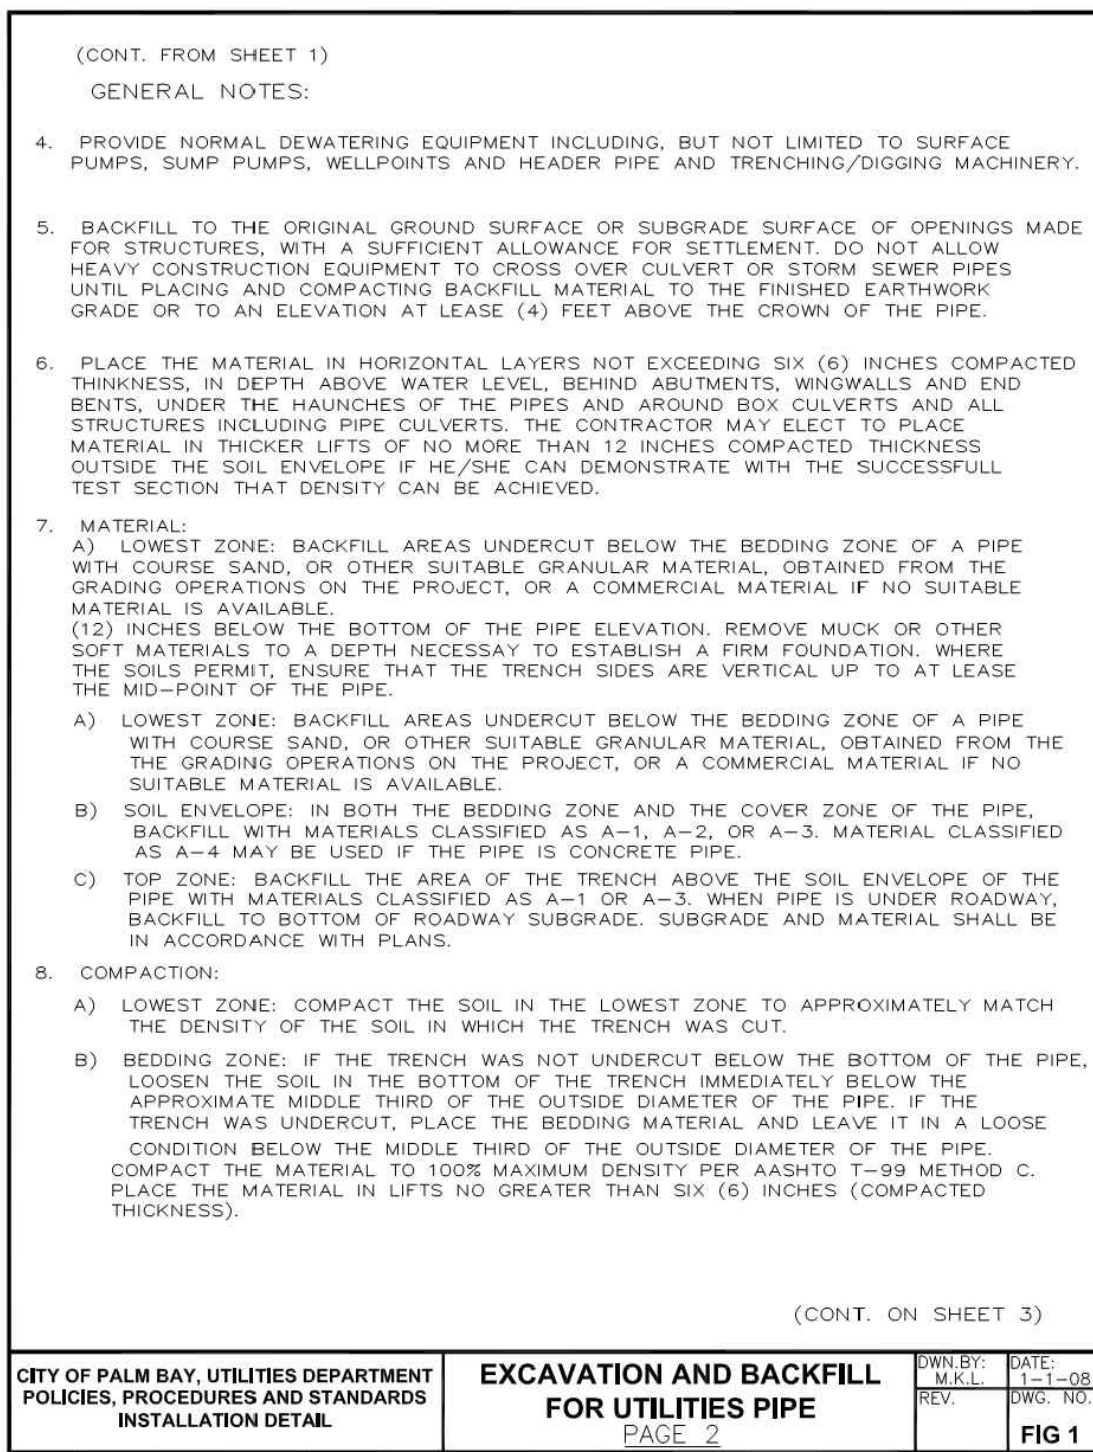 (CONT. FROM SHEET 1)
GENERAL NOTES:
4. PROVIDE NORMAL DEWATERING EQUIPMENT INCLUDING, BUT NOT LIMITED TO SURFACE
PUMPS, SUMP PUMPS, WELLPOINTS AND HEADER PIPE AND TRENCHING/DIGGING MACHINERY.
5. BACKFILL TO THE ORIGINAL GROUND SURFACE OR SUBGRADE SURFACE OF OPENINGS MADE
FOR STRUCTURES, WITH A SUFFICIENT ALLOWANCE FOR SETTLEMENT. DO NOT ALLOW
HEAVY CONSTRUCTION EQUIPMENT TO CROSS OVER CULVERT OR STORM SEWER PIPES
UNTIL PLACING AND COMPACTING BACKFILL MATERIAL TO THE FINISHED EARTHWORK
GRADE OR TO AN ELEVATION AT LEASE (4) FEET ABOVE THE CROWN OF THE PIPE.
6. PLACE THE MATERIAL IN HORIZONTAL LAYERS NOT EXCEEDING SIX (6) INCHES COMPACTED
THINKNESS, IN DEPTH ABOVE WATER LEVEL, BEHIND ABUTMENTS, WINGWALLS AND END
BENTS, UNDER THE HAUNCHES OF THE PIPES AND AROUND BOX CULVERTS AND ALL
STRUCTURES INCLUDING PIPE CULVERTS. THE CONTRACTOR MAY ELECT TO PLACE
MATERIAL IN THICKER LIFTS OF NO MORE THAN 12 INCHES COMPACTED THICKNESS
OUTSIDE THE SOIL ENVELOPE IF HE/SHE CAN DEMONSTRATE WITH THE SUCCESSFULL
TEST SECTION THAT DENSITY CAN BE ACHIEVED.
7. MATERIAL:
A) LOWEST ZONE: BACKFILL AREAS UNDERCUT BELOW THE BEDDING ZONE OF A PIPE
WITH COURSE SAND, OR OTHER SUITABLE GRANULAR MATERIAL, OBTAINED FROM THE
GRADING OPERATIONS ON THE PROJECT, OR A COMMERCIAL MATERIAL IF NO SUITABLE
MATERIAL IS AVAILABLE.
(12) INCHES BELOW THE BOTTOM OF THE PIPE ELEVATION. REMOVE MUCK OR OTHER
SOFT MATERIALS TO A DEPTH NECESSAY TO ESTABLISH A FIRM FOUNDATION. WHERE
THE SOILS PERMIT, ENSURE THAT THE TRENCH SIDES ARE VERTICAL UP TO AT LEASE
THE MID-POINT OF THE PIPE.
A) LOWEST ZONE: BACKFILL AREAS UNDERCUT BELOW THE BEDDING ZONE OF A PIPE
WITH COURSE SAND, OR OTHER SUITABLE GRANULAR MATERIAL, OBTAINED FROM THE
THE GRADING OPERATIONS ON THE PROJECT, OR A COMMERCIAL MATERIAL IF NO
SUITABLE MATERIAL IS AVAILABLE.
B) SOIL ENVELOPE: IN BOTH THE BEDDING ZONE AND THE COVER ZONE OF THE PIPE,
BACKFILL WITH MATERIALS CLASSIFIED AS A-1, A-2, OR A-3. MATERIAL CLASSIFIED
AS A-4 MAY BE USED IF THE PIPE IS CONCRETE PIPE.
C) TOP ZONE: BACKFILL THE AREA OF THE TRENCH ABOVE THE SOIL ENVELOPE OF THE
PIPE WITH MATERIALS CLASSIFIED AS A-1 OR A-3. WHEN PIPE IS UNDER ROADWAY,
BACKFILL TO BOTTOM OF ROADWAY SUBGRADE. SUBGRADE AND MATERIAL SHALL BE
IN ACCORDANCE WITH PLANS.
8. COMPACTION:
A) LOWEST ZONE: COMPACT THE SOIL IN THE LOWEST ZONE TO APPROXIMATELY MATCH
THE DENSITY OF THE SOIL IN WHICH THE TRENCH WAS CUT.
B) BEDDING ZONE: IF THE TRENCH WAS NOT UNDERCUT BELOW THE BOTTOM OF THE PIPE,
LOOSEN THE SOIL IN THE BOTTOM OF THE TRENCH IMMEDIATELY BELOW THE
APPROXIMATE MIDDLE THIRD OF THE OUTSIDE DIAMETER OF THE PIPE. IF THE
TRENCH WAS UNDERCUT, PLACE THE BEDDING MATERIAL AND LEAVE IT IN A LOOSE
CONDITION BELOW THE MIDDLE THIRD OF THE OUTSIDE DIAMETER OF THE PIPE.
COMPACT THE MATERIAL TO 100% MAXIMUM DENSITY PER AASHTO T-99 METHOD C.
PLACE THE MATERIAL IN LIFTS NO GREATER THAN SIX (6) INCHES (COMPACTED
THICKNESS).
(CONT. ON SHEET 3)
CITY OF PALM BAY, UTILITIES DEPARTMENT
POLICIES, PROCEDURES AND STANDARDS
INSTALLATION DETAIL
EXCAVATION AND BACKFILL
FOR UTILITIES PIPE
PAGE 2
DWN.BY:
M.K.L.
REV.
DATE:
1-1-08
DWG. NO.
FIG 1